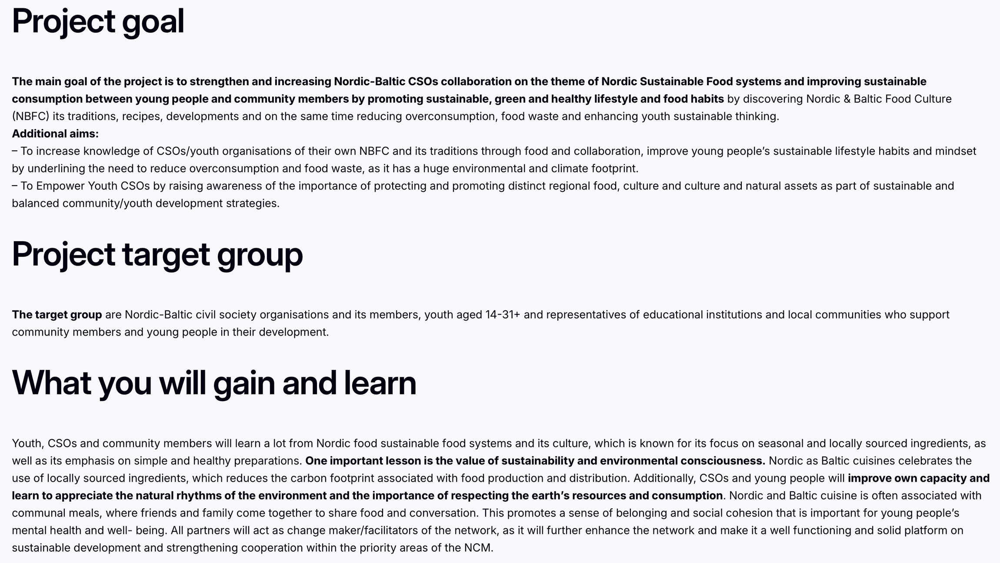 Project goal
The main goal of the project is to strengthen and increasing Nordic-Baltic CSOs collaboration on the theme of Nordic Sustainable Food systems and improving sustainable
consumption between young people and community members by promoting sustainable, green and healthy lifestyle and food habits by discovering Nordic & Baltic Food Culture
(NBFC) its traditions, recipes, developments and on the same time reducing overconsumption, food waste and enhancing youth sustainable thinking.
Additional aims:
– To increase knowledge of CSOs/youth organisations of their own NBFC and its traditions through food and collaboration, improve young people’s sustainable lifestyle habits and mindset
by underlining the need to reduce overconsumption and food waste, as it has a huge environmental and climate footprint.
– To Empower Youth CSOs by raising awareness of the importance of protecting and promoting distinct regional food, culture and culture and natural assets as part of sustainable and
balanced community/youth development strategies.
Project target group
The target group are Nordic-Baltic civil society organisations and its members, youth aged 14-31+ and representatives of educational institutions and local communities who support
community members and young people in their development.
What you will gain and learn
Youth, CSOs and community members will learn a lot from Nordic food sustainable food systems and its culture, which is known for its focus on seasonal and locally sourced ingredients, as
well as its emphasis on simple and healthy preparations. One important lesson is the value of sustainability and environmental consciousness. Nordic as Baltic cuisines celebrates the
use of locally sourced ingredients, which reduces the carbon footprint associated with food production and distribution. Additionally, CSOs and young people will improve own capacity and
learn to appreciate the natural rhythms of the environment and the importance of respecting the earth’s resources and consumption. Nordic and Baltic cuisine is often associated with
communal meals, where friends and family come together to share food and conversation. This promotes a sense of belonging and social cohesion that is important for young people’s
mental health and well- being. All partners will act as change maker/facilitators of the network, as it will further enhance the network and make it a well functioning and solid platform on
sustainable development and strengthening cooperation within the priority areas of the NCM.